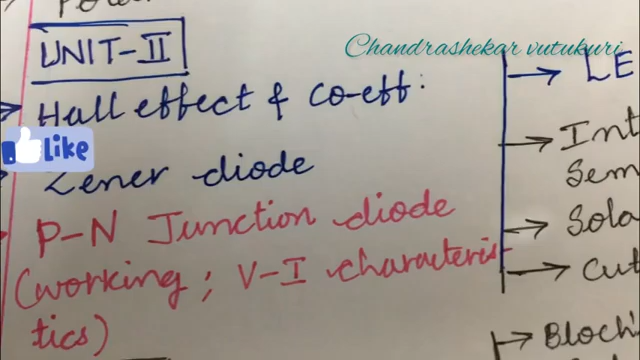 Chandrashekar vutukuri
UNIT-II
Hall effect & Co-eff:
Like
Zener diode
P-N Junction diode
(working; V-I characteris
tics)
LE
Int
Sem
Sola
Cut
Bloch's